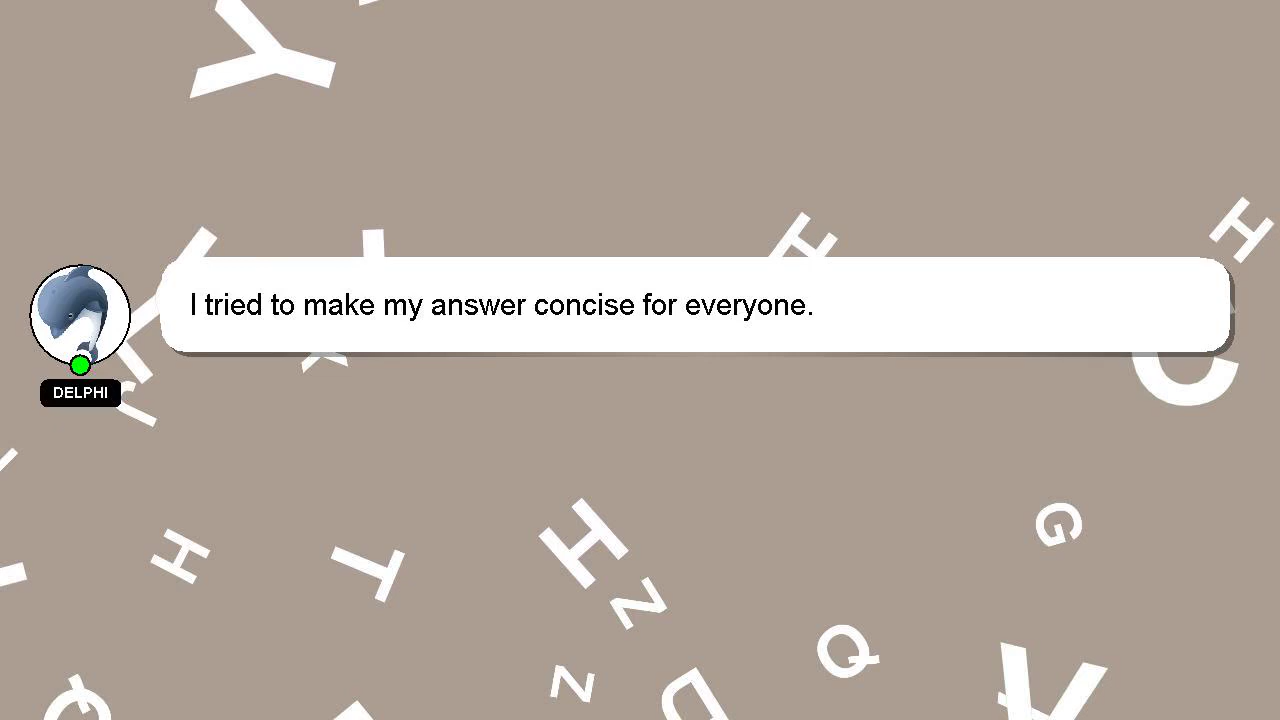 I tried to make my answer concise for everyone.
DELPHI
Y
H
H
C
H
T
H
G
N
Q
N
D
Q
V